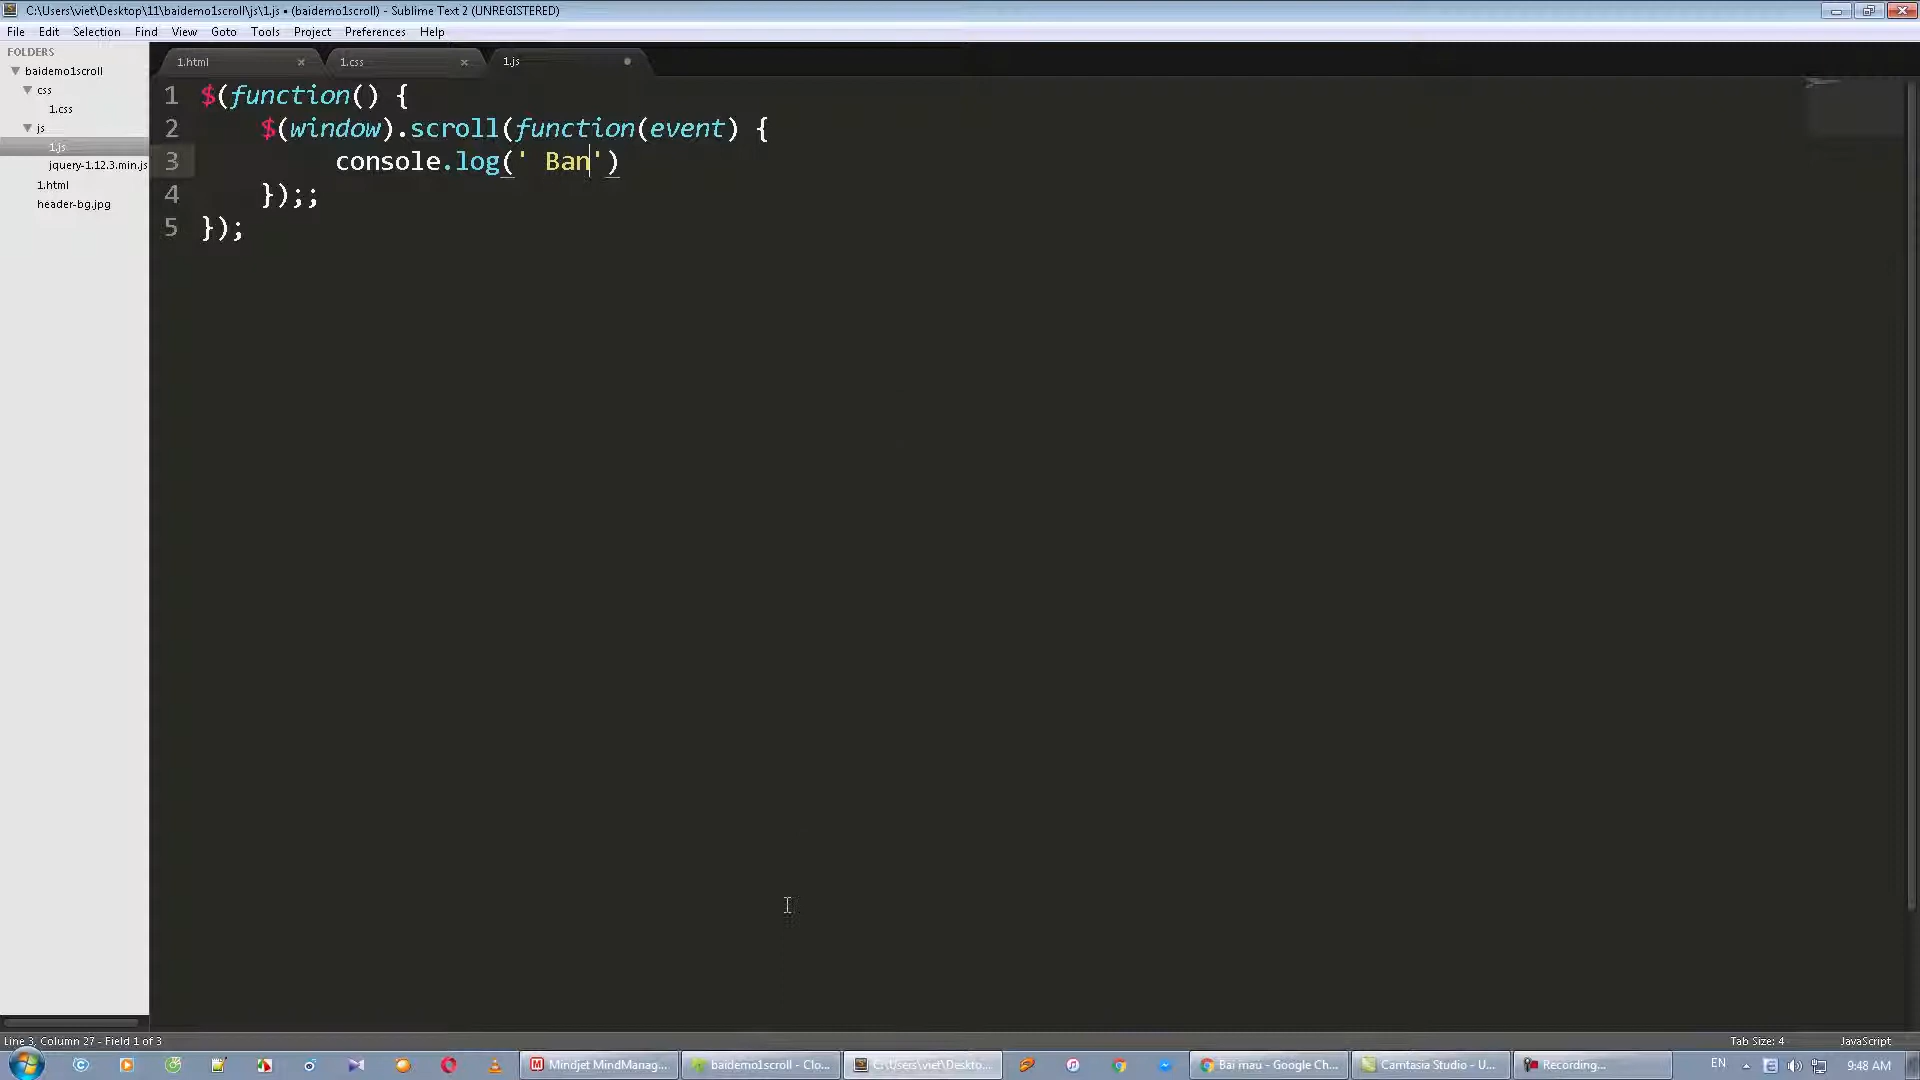 C:\Users\viet\Desktop\11\baidemo1scroll\js\1.js • (baidemo1scroll) - Sublime Text 2 (UNREGISTERED)
File Edit Selection Find View Goto Tools Project Preferences Help
FOLDERS
baidemo1scroll
css
1.css
js
1.js
jquery-1.12.3.min.js
1.html
header-bg.jpg
1.html 1.css 1.js
1 $(function() {
2 $(window).scroll(function(event) {
3 console.log(' Ban')
4 });;
5 });
Line 3, Column 27 - Field 1 of 3
Tab Size: 4 JavaScript
Mindjet MindManag... baidemo1scroll - Clo... C:\Users\viet\Deskto... Bai mau - Google Ch... Camtasia Studio - U... Recording... EN 9:48 AM